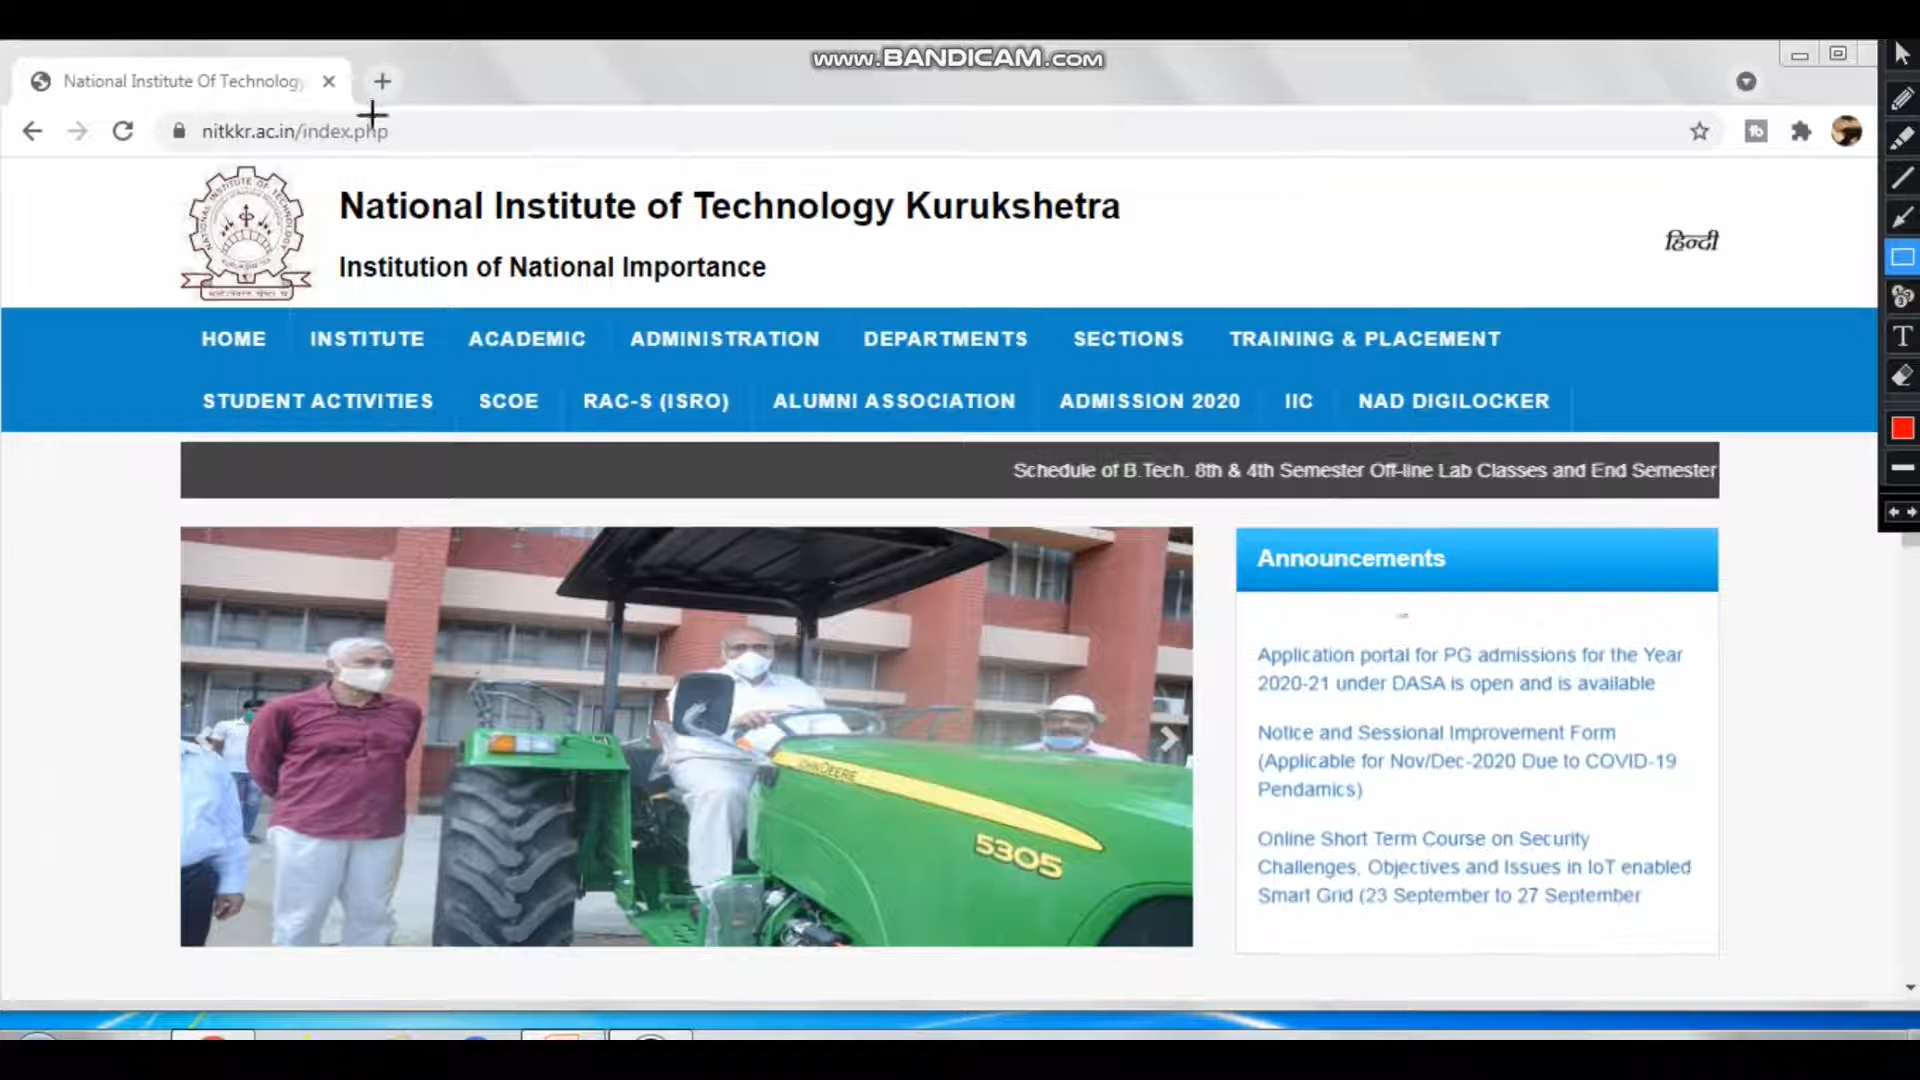 www.BANDICAM.com
National Institute Of Technology
nitkkr.ac.in/index.php
National Institute of Technology Kurukshetra
Institution of National Importance
हिन्दी
HOME INSTITUTE ACADEMIC ADMINISTRATION DEPARTMENTS SECTIONS TRAINING & PLACEMENT
STUDENT ACTIVITIES SCOE RAC-S (ISRO) ALUMNI ASSOCIATION ADMISSION 2020 IIC NAD DIGILOCKER
Schedule of B.Tech. 8th & 4th Semester Off-line Lab Classes and End Semester
Announcements
Application portal for PG admissions for the Year
2020-21 under DASA is open and is available
Notice and Sessional Improvement Form
(Applicable for Nov/Dec-2020 Due to COVID-19
Pendamics)
Online Short Term Course on Security
Challenges, Objectives and Issues in IoT enabled
Smart Grid (23 September to 27 September
JOHN DEERE
5305